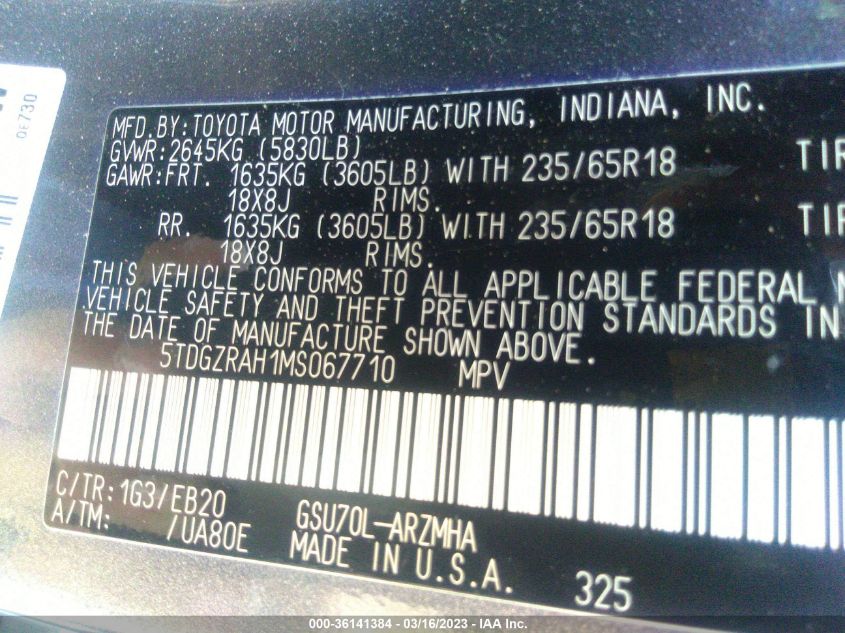 0E730
MFD.BY:TOYOTA MOTOR MANUFACTURING, INDIANA, INC.
GVWR:2645KG (5830LB)
GAWR:FRT. 1635KG (3605LB) WITH 235/65R18 TIR
18X8J RIMS.
RR. 1635KG (3605LB) WITH 235/65R18 TIR
18X8J RIMS.
THIS VEHICLE CONFORMS TO ALL APPLICABLE FEDERAL
VEHICLE SAFETY AND THEFT PREVENTION STANDARDS IN
THE DATE OF MANUFACTURE SHOWN ABOVE.
5TDGZRAH1MS067710 MPV
C/TR:1G3/EB20 GSU70L-ARZMHA
A/TM: /UA80E MADE IN U.S.A. 325
000-36141384 - 03/16/2023 - IAA Inc.